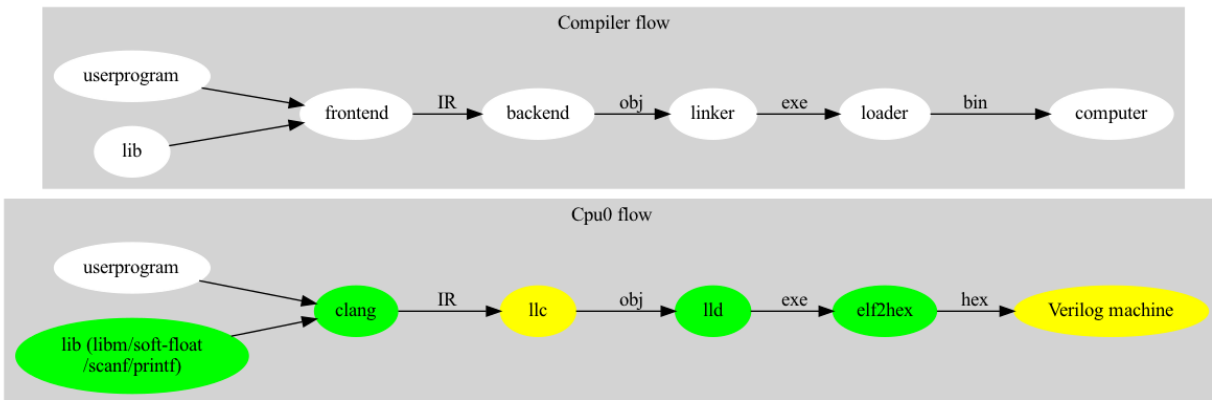 Compiler flow
userprogram
lib
frontend
IR
backend
obj
linker
exe
loader
bin
computer
Cpu0 flow
userprogram
lib (libm/soft-float
/scanf/printf)
clang
IR
llc
obj
lld
exe
elf2hex
hex
Verilog machine